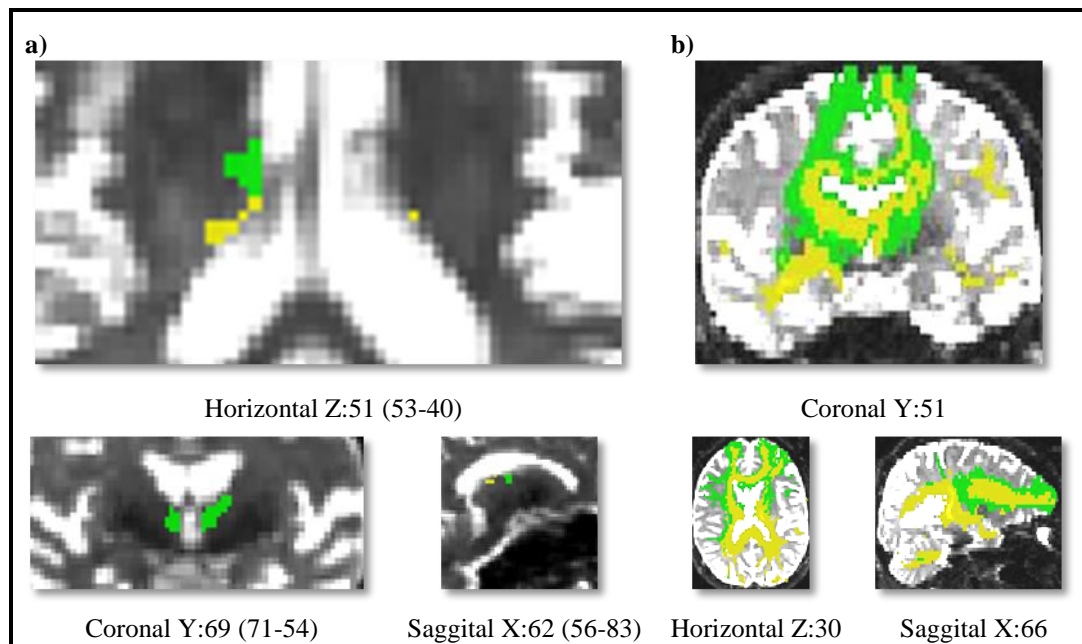 a)
b)
Horizontal Z:51 (53-40)
Coronal Y:51
Coronal Y:69 (71-54)
Saggital X:62 (56-83)
Horizontal Z:30
Saggital X:66